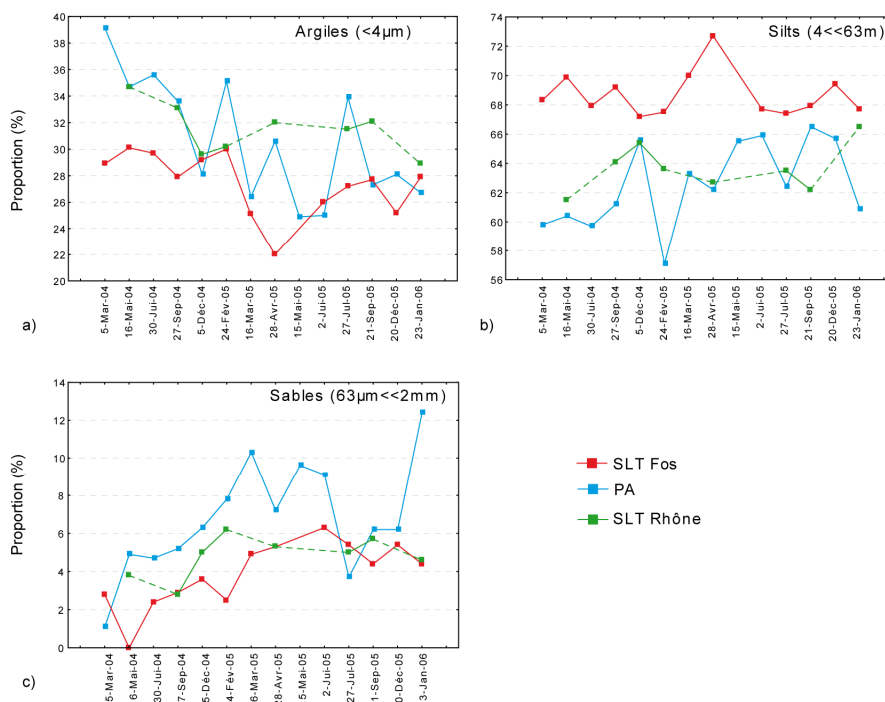 Argiles (<4µm)
Proportion (%)
40
38
36
34
32
30
28
26
24
22
20
5-Mar-04
16-Mai-04
30-Jui-04
27-Sep-04
5-Déc-04
24-Fév-05
16-Mar-05
28-Avr-05
15-Mai-05
2-Jui-05
27-Jul-05
21-Sep-05
20-Déc-05
23-Jan-06
a)
Silts (4<<63m)
74
72
70
68
66
64
62
60
58
56
5-Mar-04
16-Mai-04
30-Jui-04
27-Sep-04
5-Déc-04
24-Fév-05
16-Mar-05
28-Avr-05
15-Mai-05
2-Jui-05
27-Jul-05
21-Sep-05
20-Déc-05
23-Jan-06
b)
Sables (63µm<<2mm)
Proportion (%)
14
12
10
8
6
4
2
0
5-Mar-04
6-Mai-04
30-Jui-04
7-Sep-04
5-Déc-04
4-Fév-05
6-Mar-05
28-Avr-05
5-Mai-05
2-Jui-05
27-Jul-05
1-Sep-05
0-Déc-05
3-Jan-06
c)
SLT Fos
PA
SLT Rhône